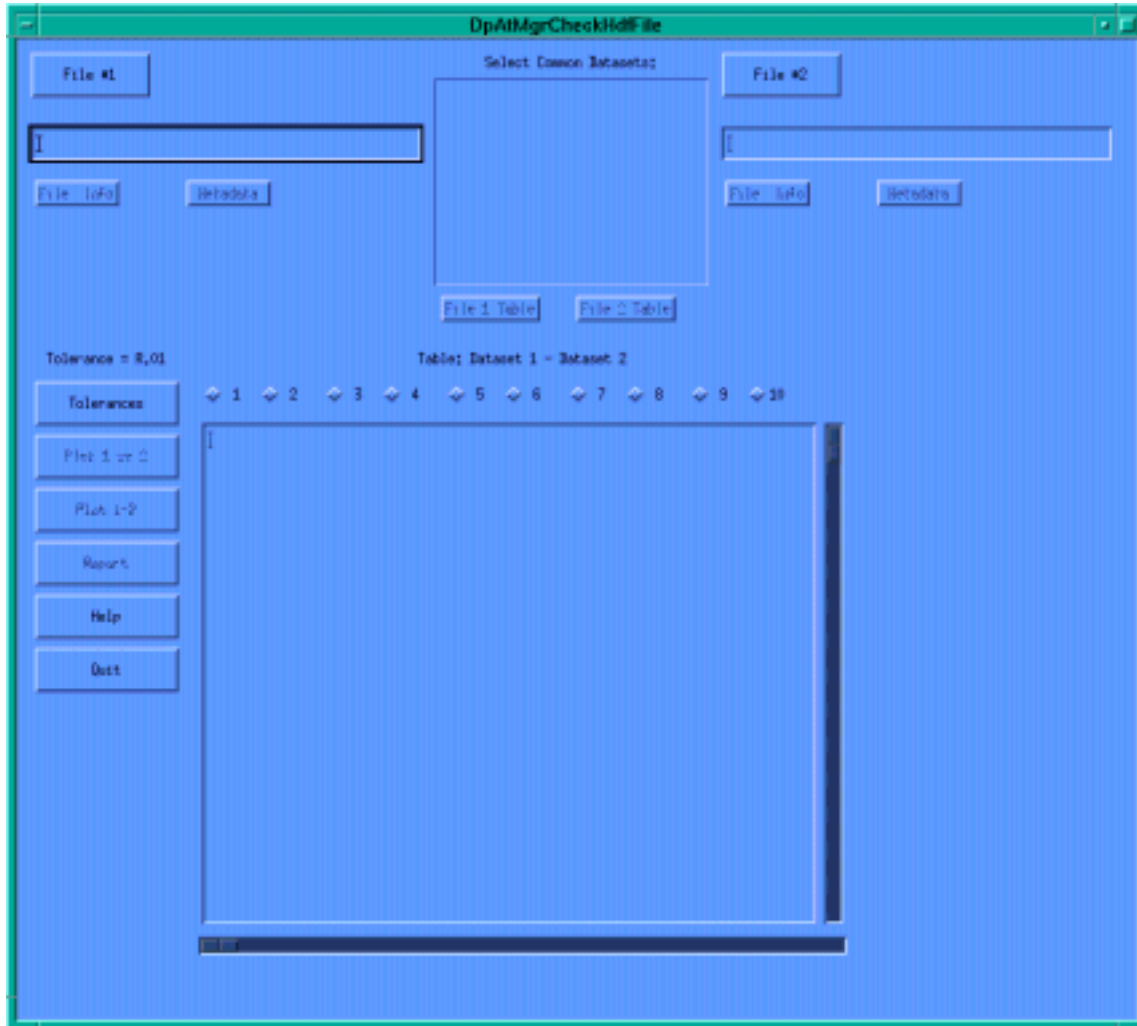 DpAtMgrCheckHdfFile
File #1
Select Common Datasets:
File #2
File Info
Metadata
File Info
Metadata
File 1 Table
File 2 Table
Tolerance = 0.01
Table: Dataset 1 - Dataset 2
Tolerances
1 2 3 4 5 6 7 8 9 10
Plot 1 or 2
Plot 1-2
Report
Help
Quit